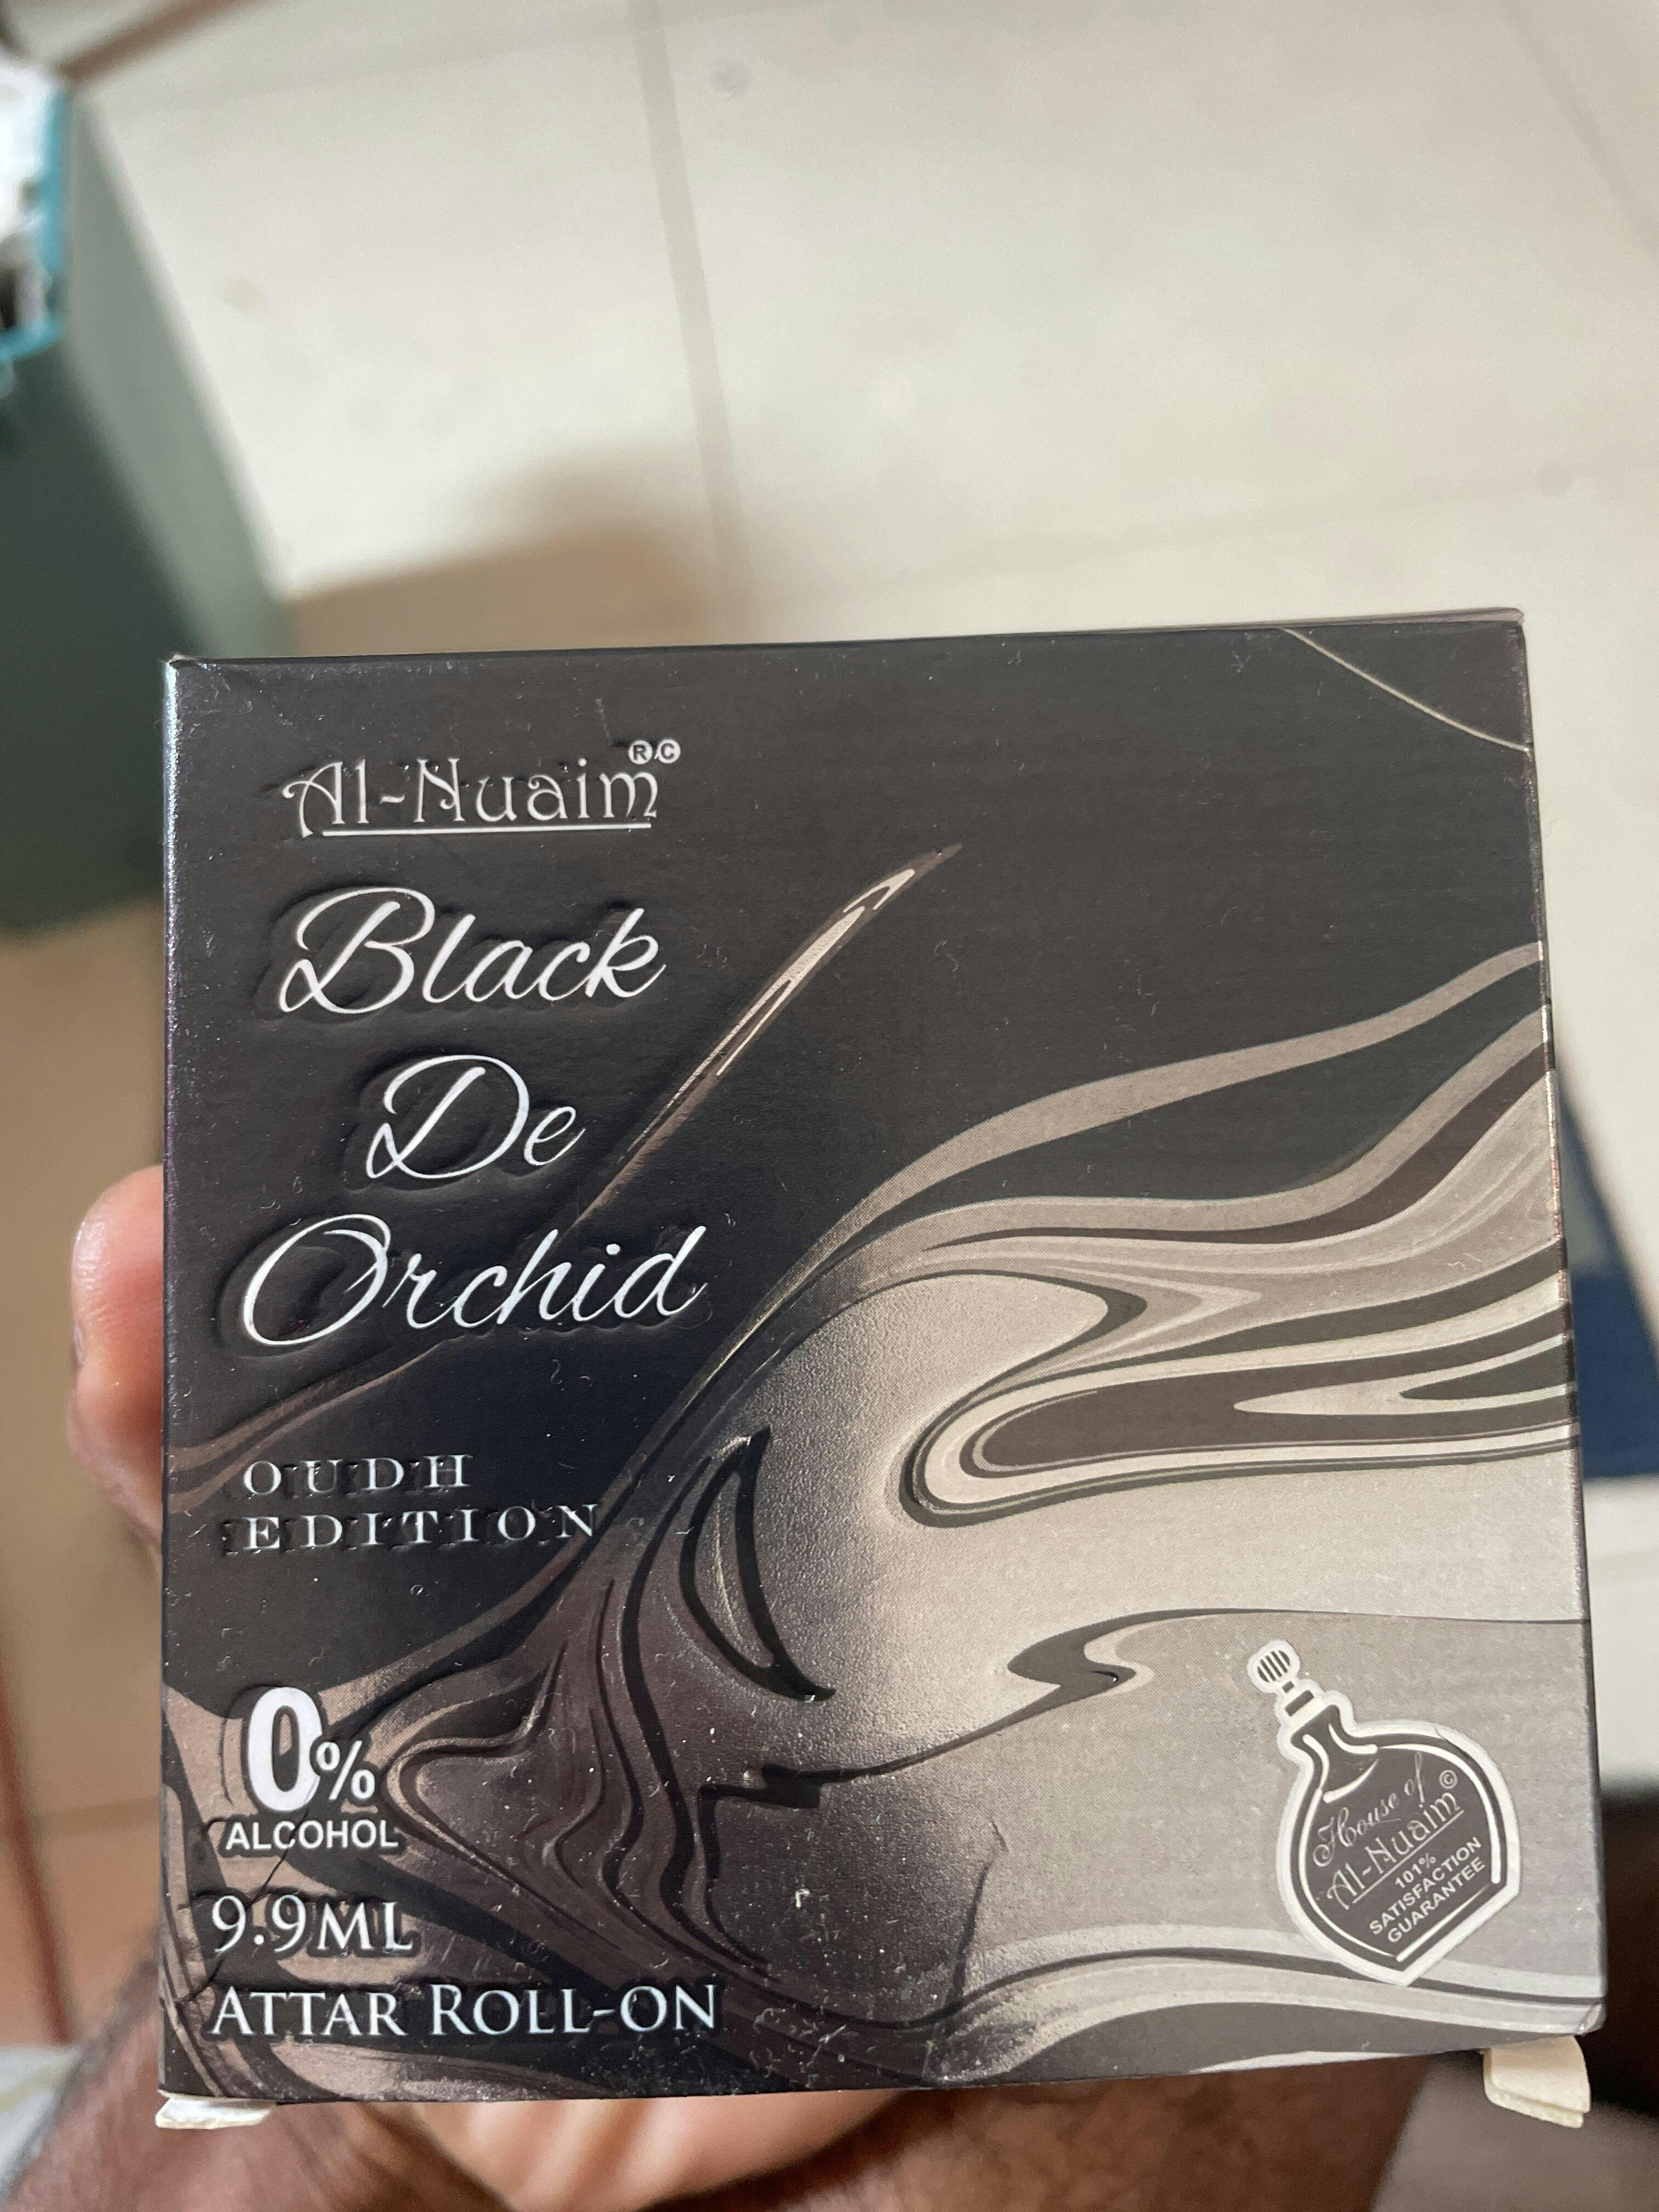 Al-Nuaim ® ©
Black
De
Orchid
OUDH
EDITION
0%
ALCOHOL
9.9ML
ATTAR ROLL-ON
House of ©
Al-Nuaim
101%
SATISFACTION
GUARANTEE